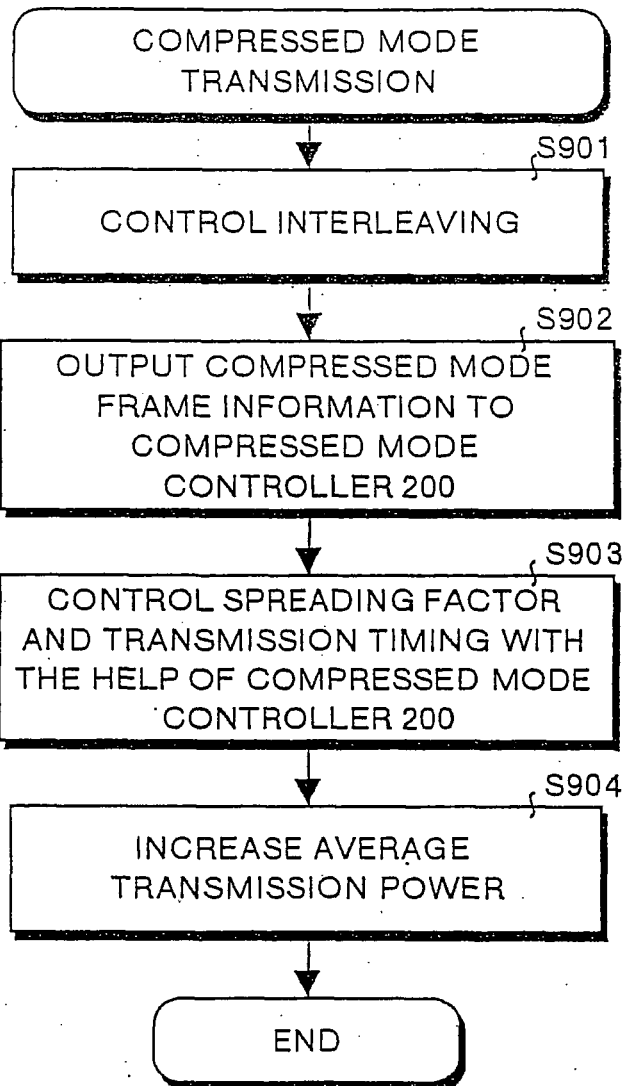 COMPRESSED MODE
TRANSMISSION
S901
CONTROL INTERLEAVING
S902
OUTPUT COMPRESSED MODE
FRAME INFORMATION TO
COMPRESSED MODE
CONTROLLER 200
S903
CONTROL SPREADING FACTOR
AND TRANSMISSION TIMING WITH
THE HELP OF COMPRESSED MODE
CONTROLLER 200
S904
INCREASE AVERAGE
TRANSMISSION POWER
END